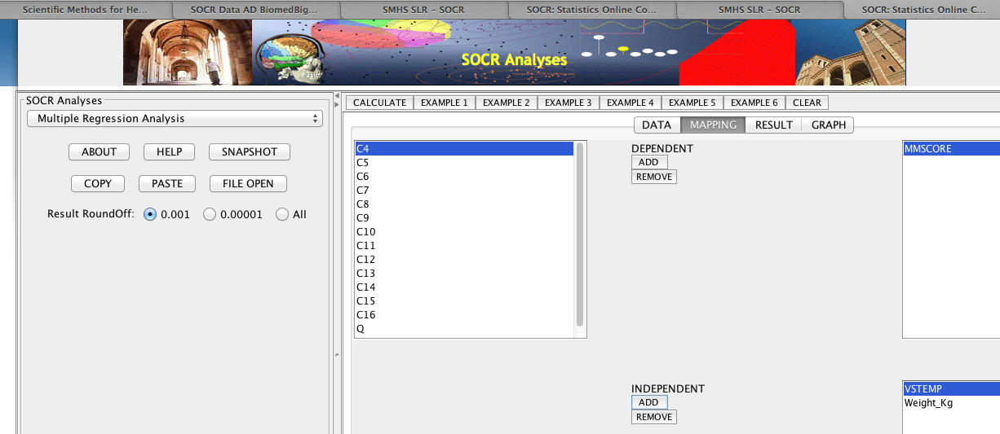 Scientific Methods for He...
SOCR Data AD BiomedBig...
SMHS SLR - SOCR
SOCR: Statistics Online Co...
SMHS SLR - SOCR
SOCR: Statistics Online C...
SOCR Analyses
SOCR Analyses
Multiple Regression Analysis
ABOUT
HELP
SNAPSHOT
COPY
PASTE
FILE OPEN
Result RoundOff:
0.001
0.00001
All
CALCULATE
EXAMPLE 1
EXAMPLE 2
EXAMPLE 3
EXAMPLE 4
EXAMPLE 5
EXAMPLE 6
CLEAR
DATA
MAPPING
RESULT
GRAPH
C4
C5
C6
C7
C8
C9
C10
C11
C12
C13
C14
C15
C16
Q
DEPENDENT
ADD
REMOVE
MMSCORE
INDEPENDENT
ADD
REMOVE
VSTEMP
Weight_Kg